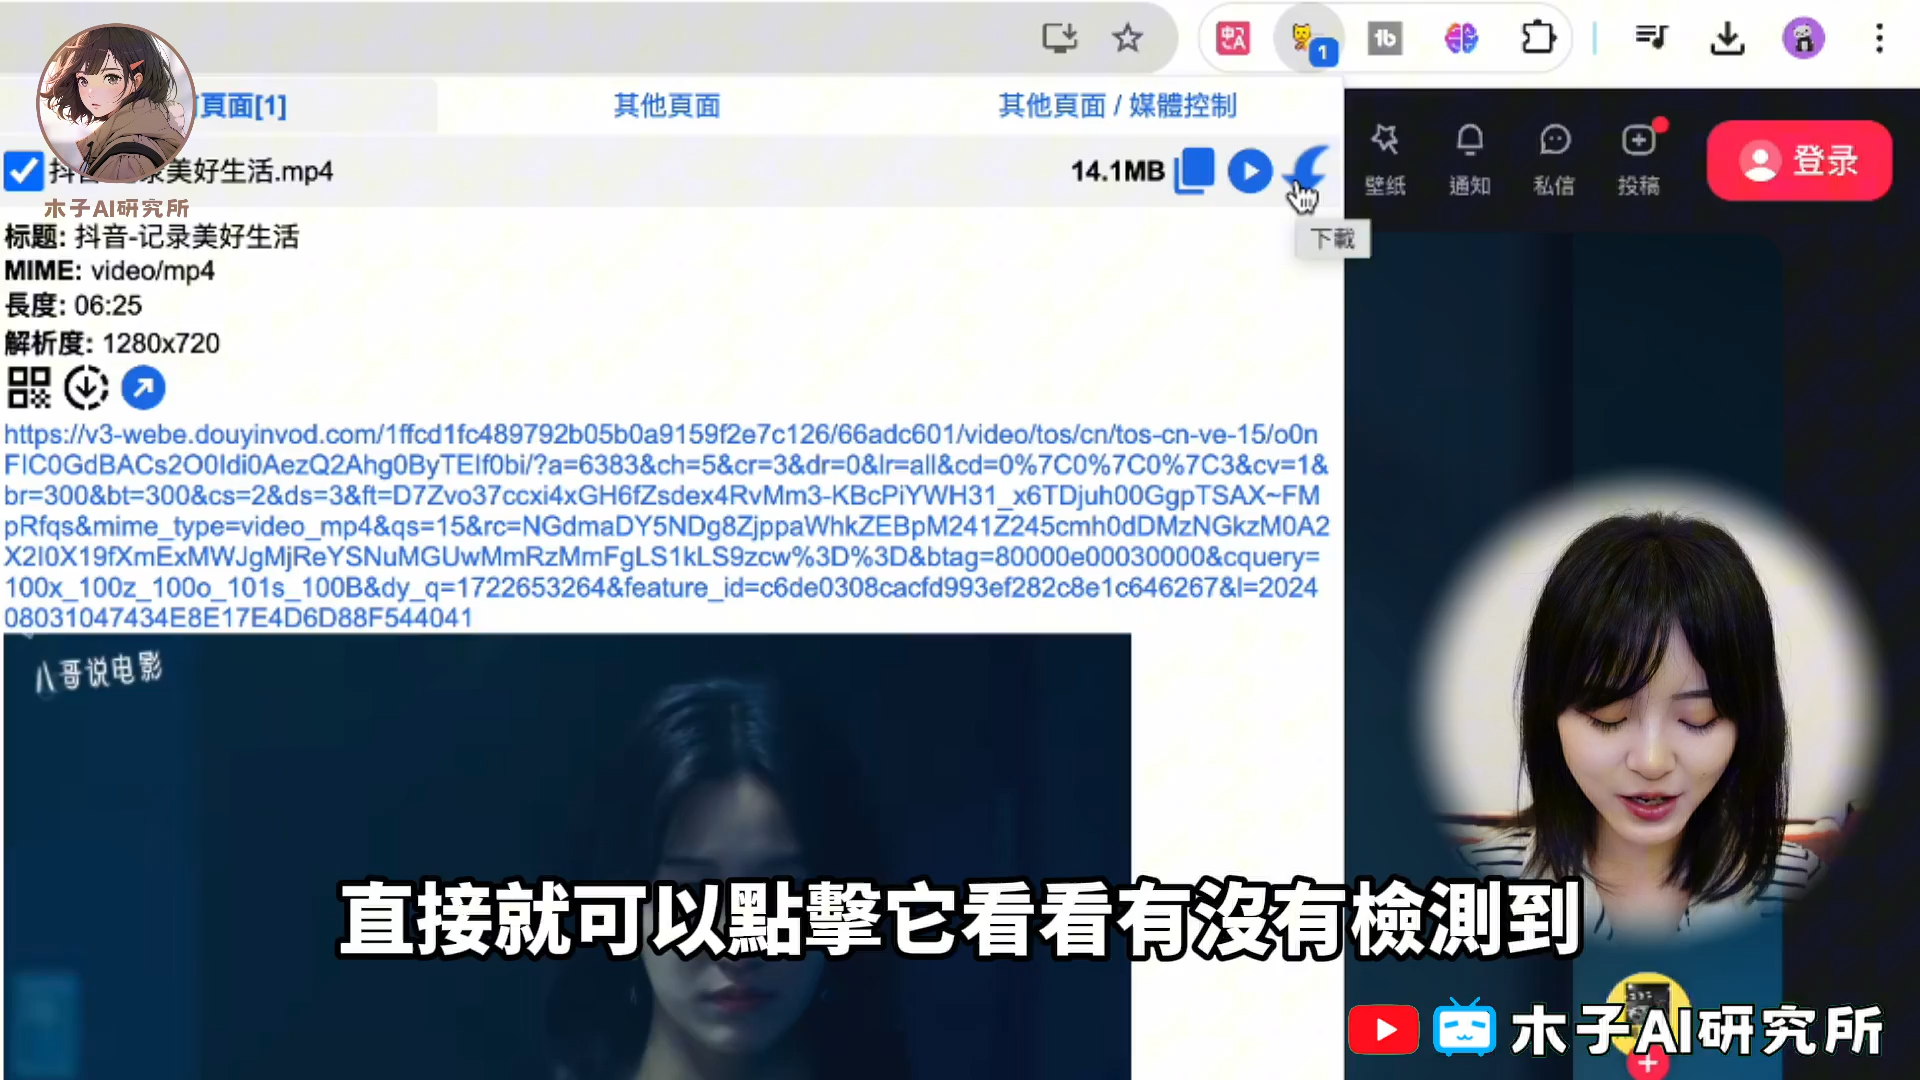 頁面[1]
其他頁面
其他頁面 / 媒體控制
抖音-记录美好生活.mp4
14.1MB
木子AI研究所
下載
标题: 抖音-记录美好生活
MIME: video/mp4
長度: 06:25
解析度: 1280x720
https://v3-webe.douyinvod.com/1ffcd1fc489792b05b0a9159f2e7c126/66adc601/video/tos/cn/tos-cn-ve-15/o0n
FIC0GdBACs2O0Idi0AezQ2Ahg0ByTEIf0bi/?a=6383&ch=5&cr=3&dr=0&lr=all&cd=0%7C0%7C0%7C3&cv=1&
br=300&bt=300&cs=2&ds=3&ft=D7Zvo37ccxi4xGH6fZsdex4RvMm3-KBcPiYWH31_x6TDjuh00GgpTSAX~FM
pRfqs&mime_type=video_mp4&qs=15&rc=NGdmaDY5NDg8ZjppaWhkZEBpM241Z245cmh0dDMzNGkzM0A2
X2I0X19fXmExMWJgMjReYSNuMGUwMmRzMmFgLS1kLS9zcw%3D%3D&btag=80000e00030000&cquery=
100x_100z_100o_101s_100B&dy_q=1722653264&feature_id=c6de0308cacfd993ef282c8e1c646267&l=2024
08031047434E8E17E4D6D88F544041
壁纸
通知
私信
投稿
登录
八哥说电影
直接就可以點擊它看看有沒有檢測到
木子AI研究所